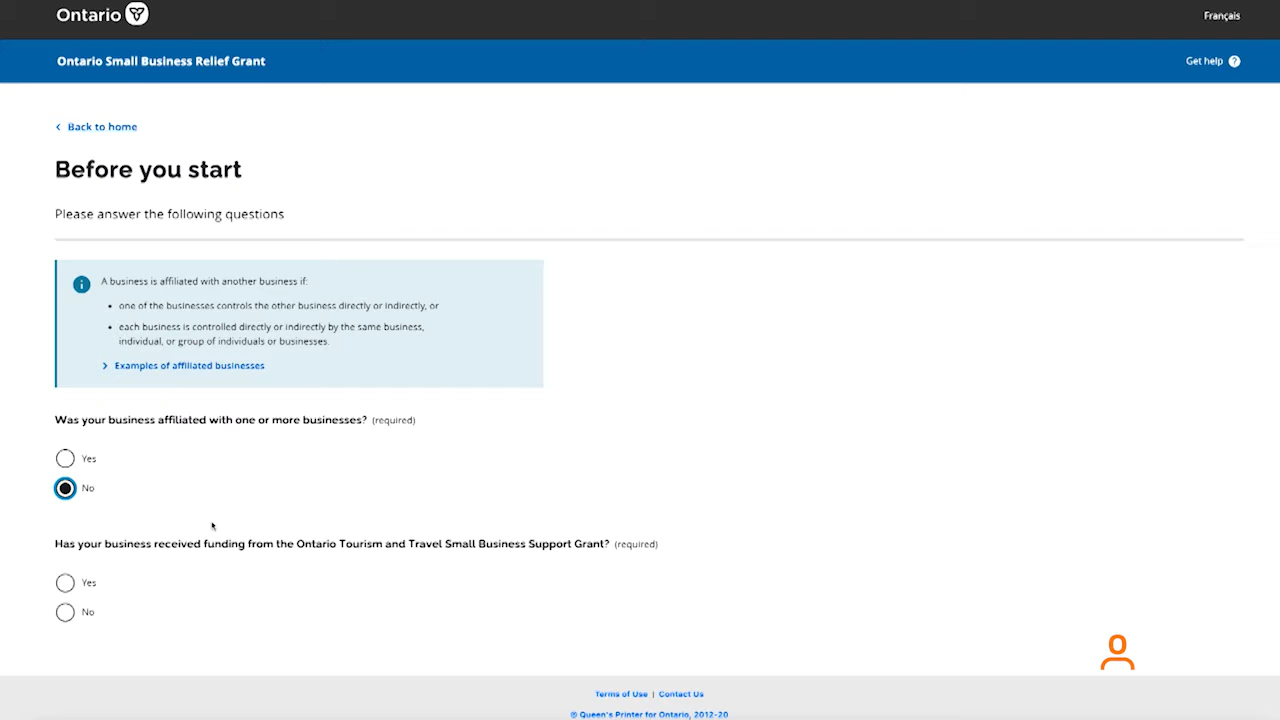 Ontario
Français
Ontario Small Business Relief Grant
Get help ?
Back to home
Before you start
Please answer the following questions
A business is affiliated with another business if:
• one of the businesses controls the other business directly or indirectly, or
• each business is controlled directly or indirectly by the same business,
individual, or group of individuals or businesses.
Examples of affiliated businesses
Was your business affiliated with one or more businesses? (required)
Yes
No
Has your business received funding from the Ontario Tourism and Travel Small Business Support Grant? (required)
Yes
No
Terms of Use | Contact Us
© Queen's Printer for Ontario, 2012-20